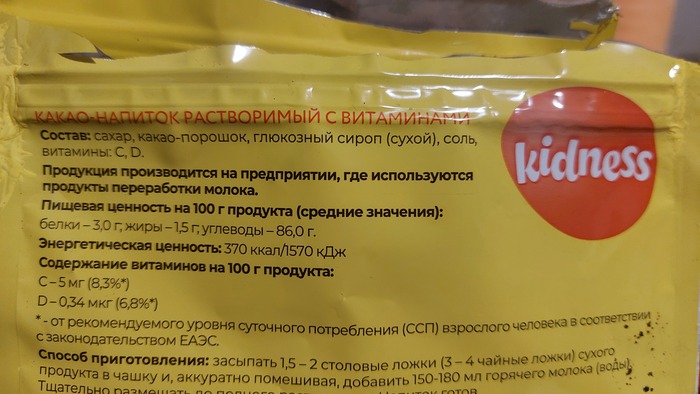 КАКАО-НАПИТОК РАСТВОРИМЫЙ С ВИТАМИНАМИ
Состав: сахар, какао-порошок, глюкозный сироп (сухой), соль,
витамины: C, D.
kidness
Продукция производится на предприятии, где используются
продукты переработки молока.
Пищевая ценность на 100 г продукта (средние значения):
белки – 3,0 г; жиры – 1,5 г; углеводы – 86,0 г.
Энергетическая ценность: 370 ккал/1570 кДж
Содержание витаминов на 100 г продукта:
C – 5 мг (8,3%*)
D – 0,34 мкг (6,8%*)
* - от рекомендуемого уровня суточного потребления (ССП) взрослого человека в соответствии
с законодательством ЕАЭС.
Способ приготовления: засыпать 1,5 – 2 столовые ложки (3 – 4 чайные ложки) сухого
продукта в чашку и, аккуратно помешивая, добавить 150-180 мл горячего молока (воды).
Тщательно размешать до полного